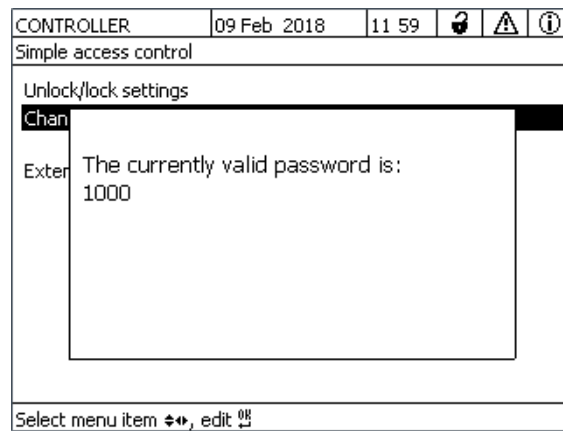 CONTROLLER 09 Feb 2018 11 59
Simple access control
Unlock/lock settings
Chan
The currently valid password is:
Exter
1000
Select menu item, edit OK